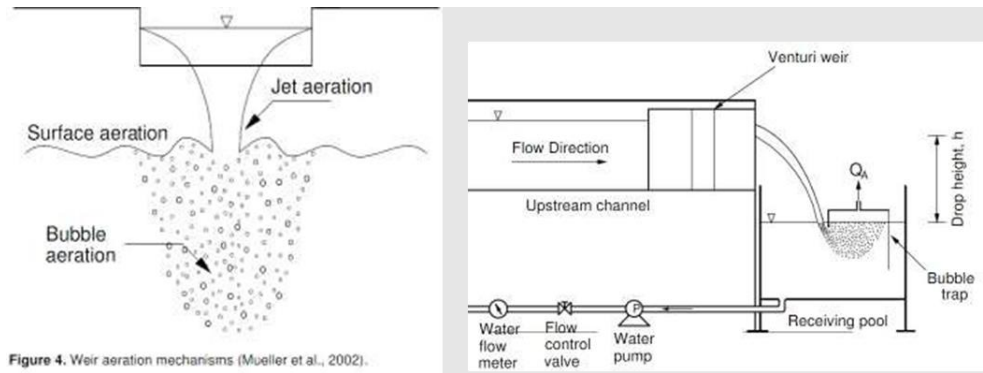 Jet aeration
Surface aeration
Bubble
aeration
Figure 4. Weir aeration mechanisms (Mueller et al., 2002).
Venturi weir
Flow Direction
Upstream channel
Drop height, h
QA
Bubble
trap
Receiving pool
P
Water
flow
meter
Flow
control
valve
Water
pump